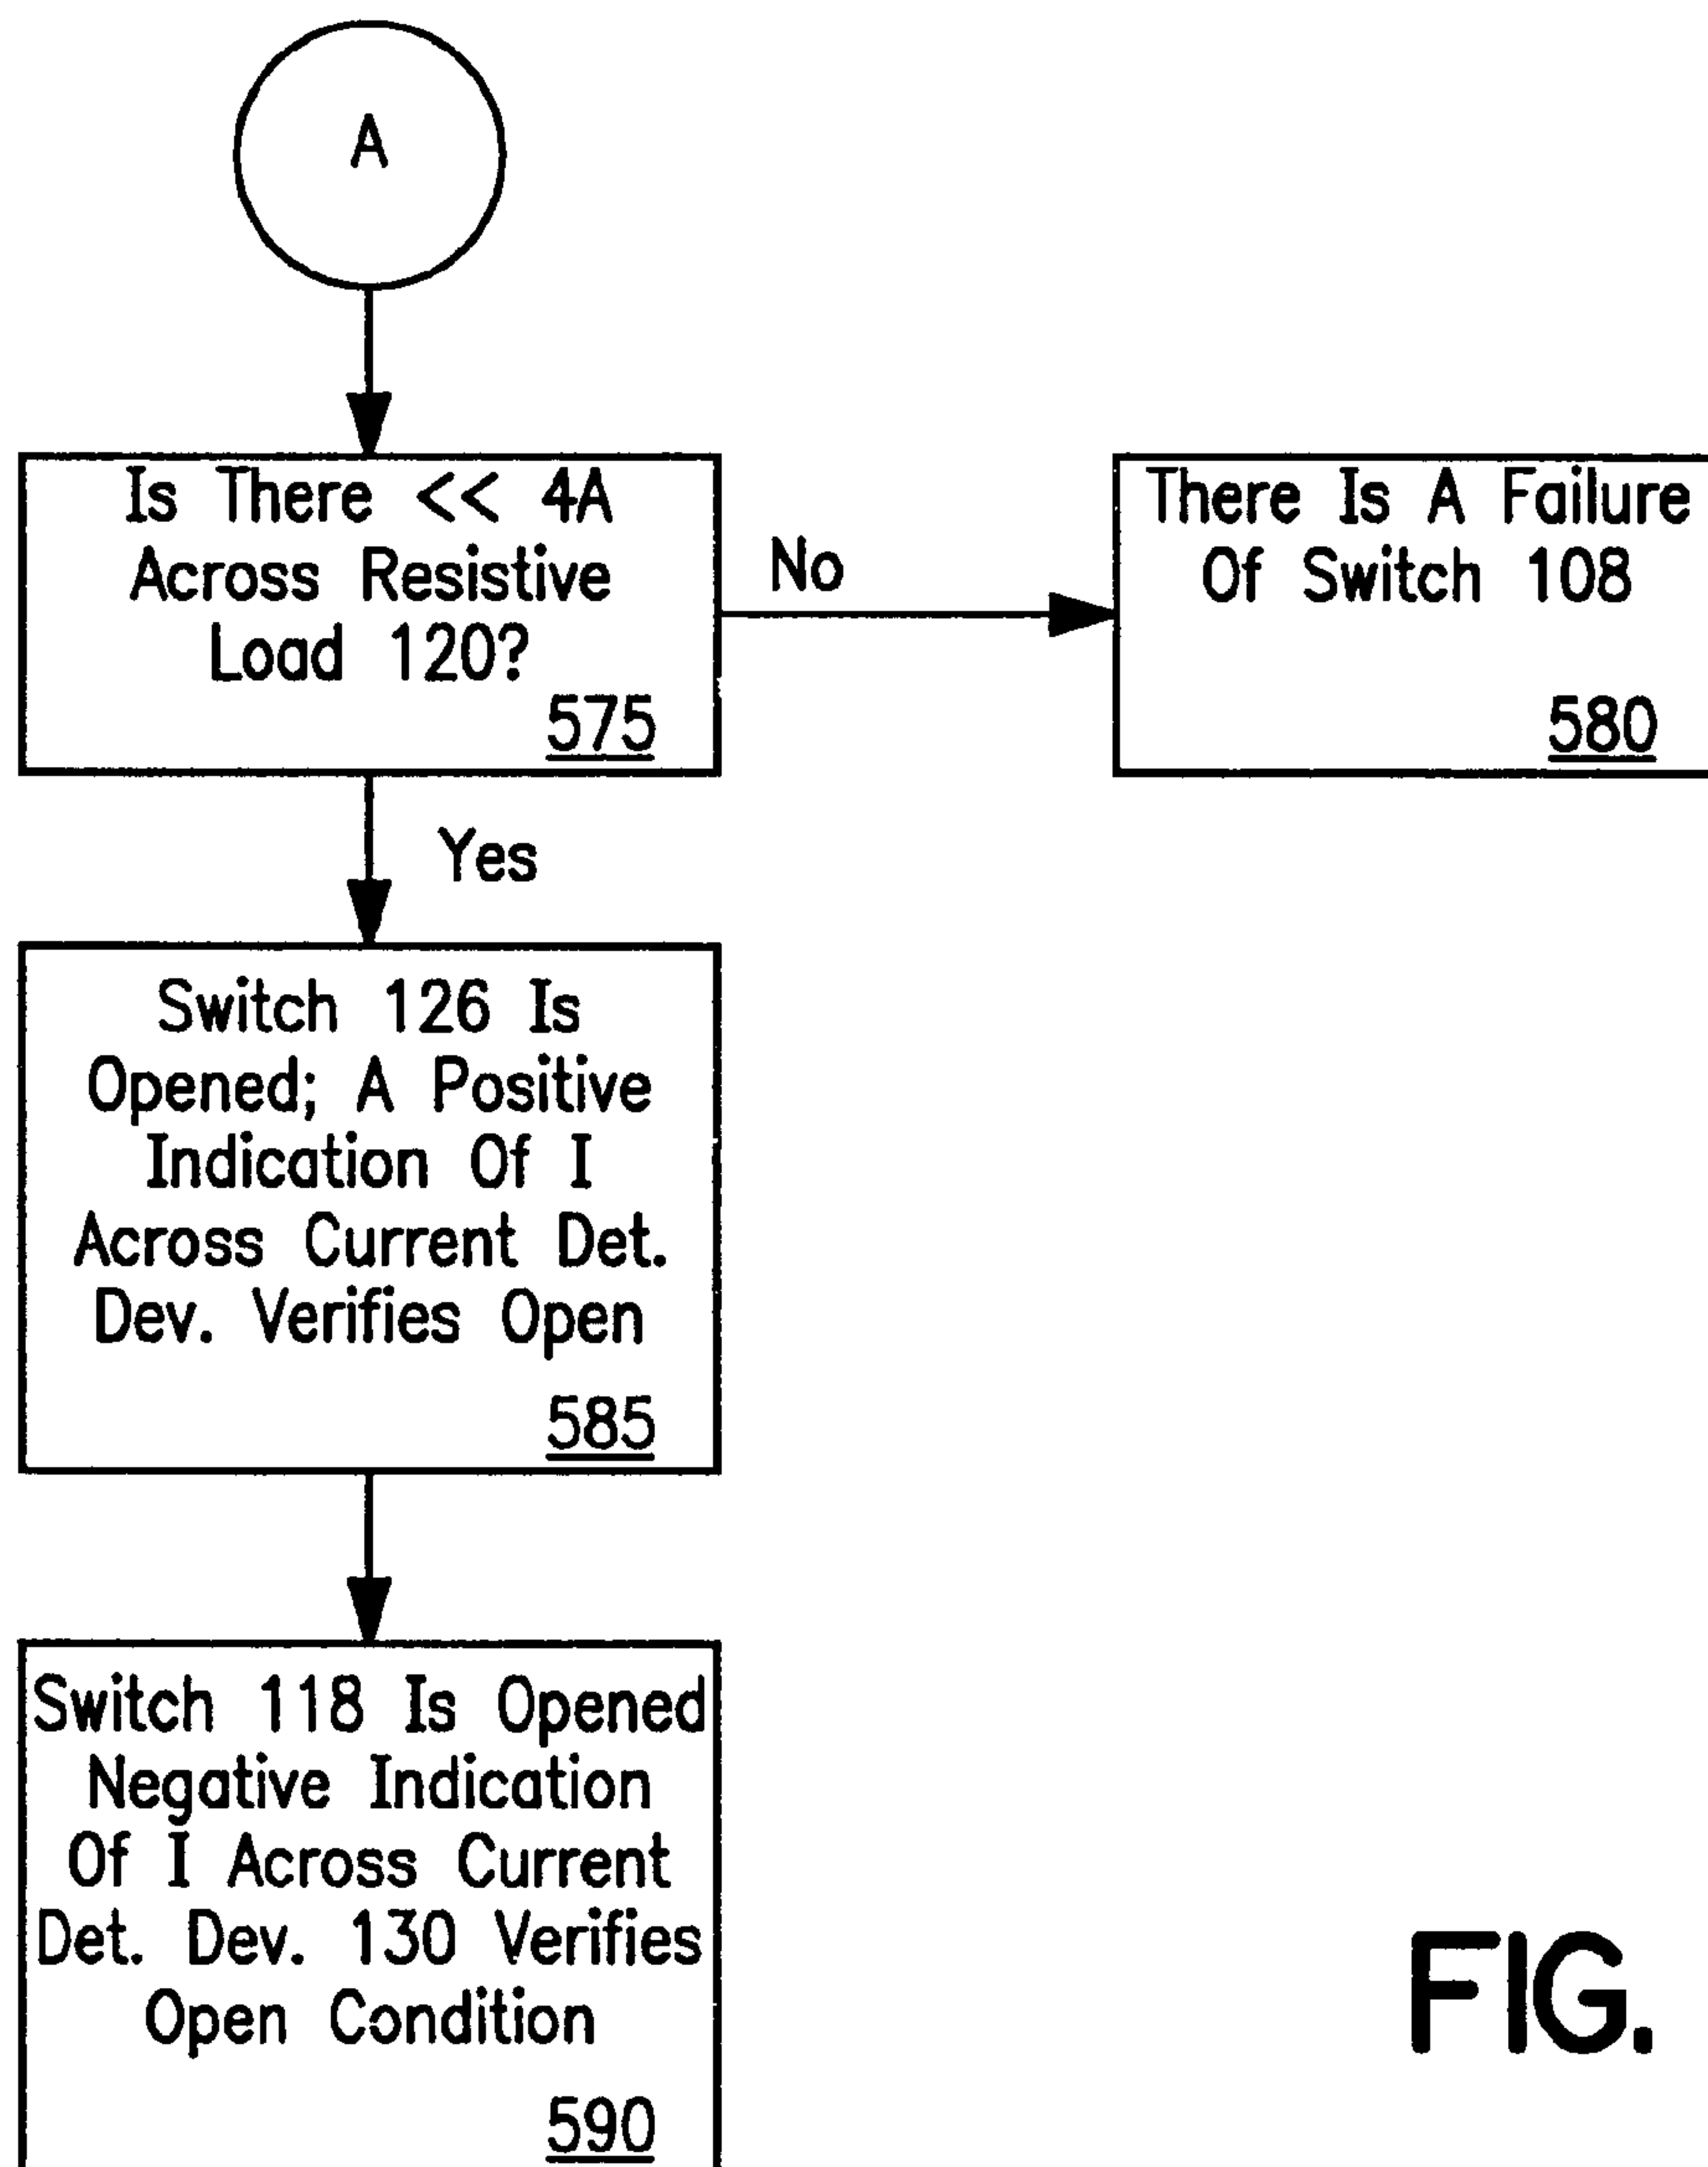 A
Is There << 4A
Across Resistive
Load 120?
575
No
There Is A Failure
Of Switch 108
580
Yes
Switch 126 Is
Opened; A Positive
Indication Of I
Across Current Det.
Dev. Verifies Open
585
Switch 118 Is Opened
Negative Indication
Of I Across Current
Det. Dev. 130 Verifies
Open Condition
590
FIG.